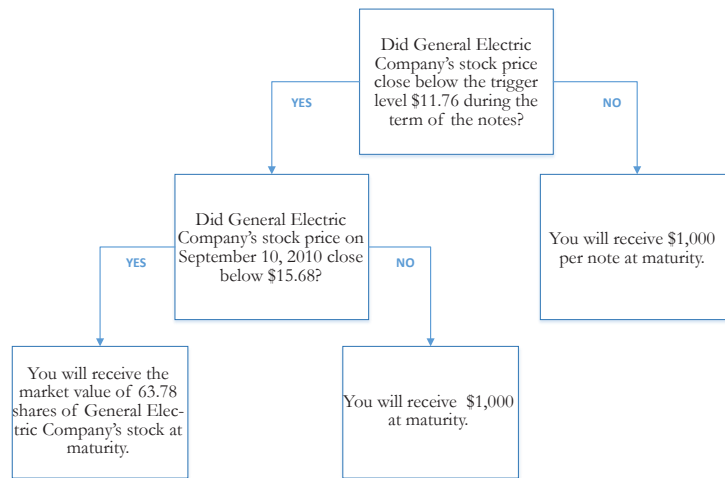 Did General Electric
Company's stock price
close below the trigger
level $11.76 during the
term of the notes?
YES
NO
Did General Electric
Company's stock price on
September 10, 2010 close
below $15.68?
You will receive $1,000
per note at maturity.
YES
NO
You will receive the
market value of 63.78
shares of General Elec-
tric Company's stock at
maturity.
You will receive $1,000
at maturity.